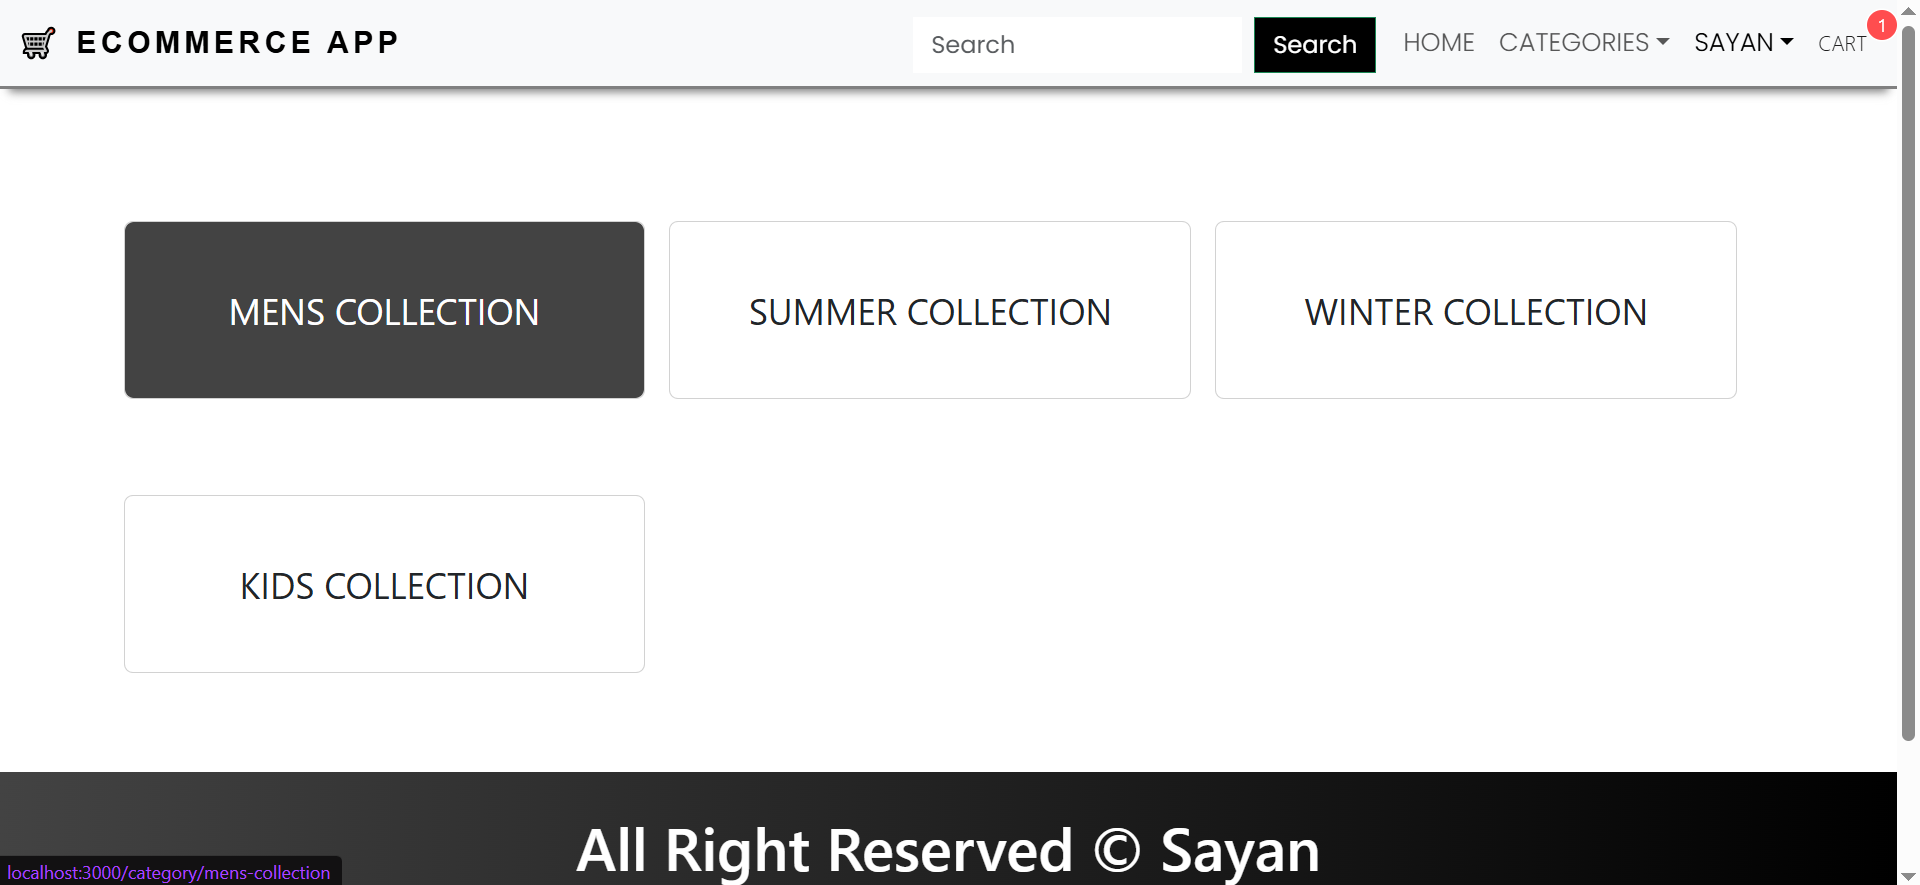 ECOMMERCE APP Search Search HOME CATEGORIES SAYAN CART 1
MENS COLLECTION SUMMER COLLECTION WINTER COLLECTION
KIDS COLLECTION
All Right Reserved © Sayan
localhost:3000/category/mens-collection